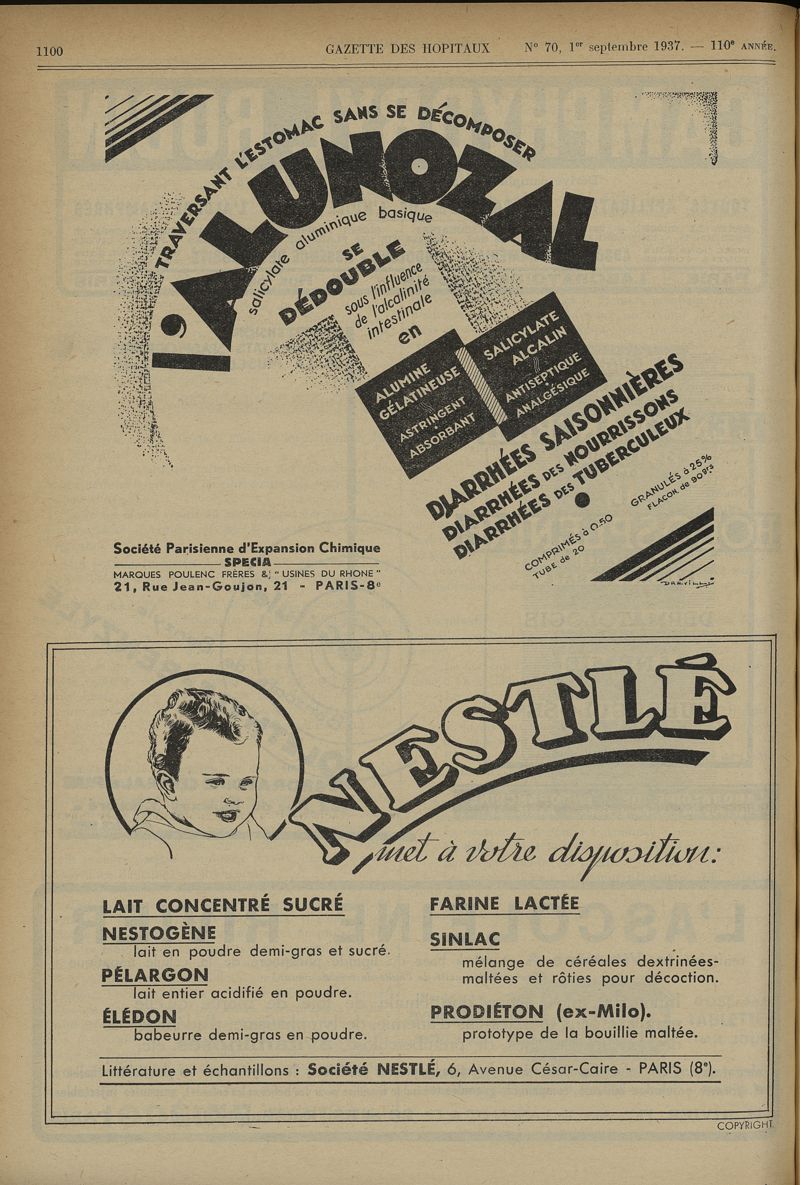 1100
GAZETTE DES HOPITAUX
N° 70, 1er septembre 1937. — 110e ANNÉE.
TRAVERSANT L'ESTOMAC SANS SE DÉCOMPOSER
l'ALUNOZAL
salicylate aluminique basique
SE
DÉDOUBLE
sous l'influence
de l'alcalinité
intestinale
en
ALUMINE
GÉLATINEUSE
ASTRINGENT
ABSORBANT
SALICYLATE
ALCALIN
ANTISEPTIQUE
ANALGÉSIQUE
DIARRHÉES SAISONNIÈRES
DIARRHÉES DES NOURRISSONS
DIARRHÉES DES TUBERCULEUX
COMPRIMÉS à 0.50
TUBE de 20
GRANULÉS à 25%
FLACON de 90 grs
Société Parisienne d'Expansion Chimique
SPECIA
MARQUES POULENC FRÈRES & "USINES DU RHONE"
21, Rue Jean-Goujon, 21 - PARIS-8e
NESTLÉ
met à votre disposition:
LAIT CONCENTRÉ SUCRÉ
NESTOGÈNE
lait en poudre demi-gras et sucré.
PÉLARGON
lait entier acidifié en poudre.
ÉLÉDON
babeurre demi-gras en poudre.
FARINE LACTÉE
SINLAC
mélange de céréales dextrinées-
maltées et rôties pour décoction.
PRODIÉTON (ex-Milo).
prototype de la bouillie maltée.
Littérature et échantillons : Société NESTLÉ, 6, Avenue César-Caire - PARIS (8e).
COPYRIGHT.